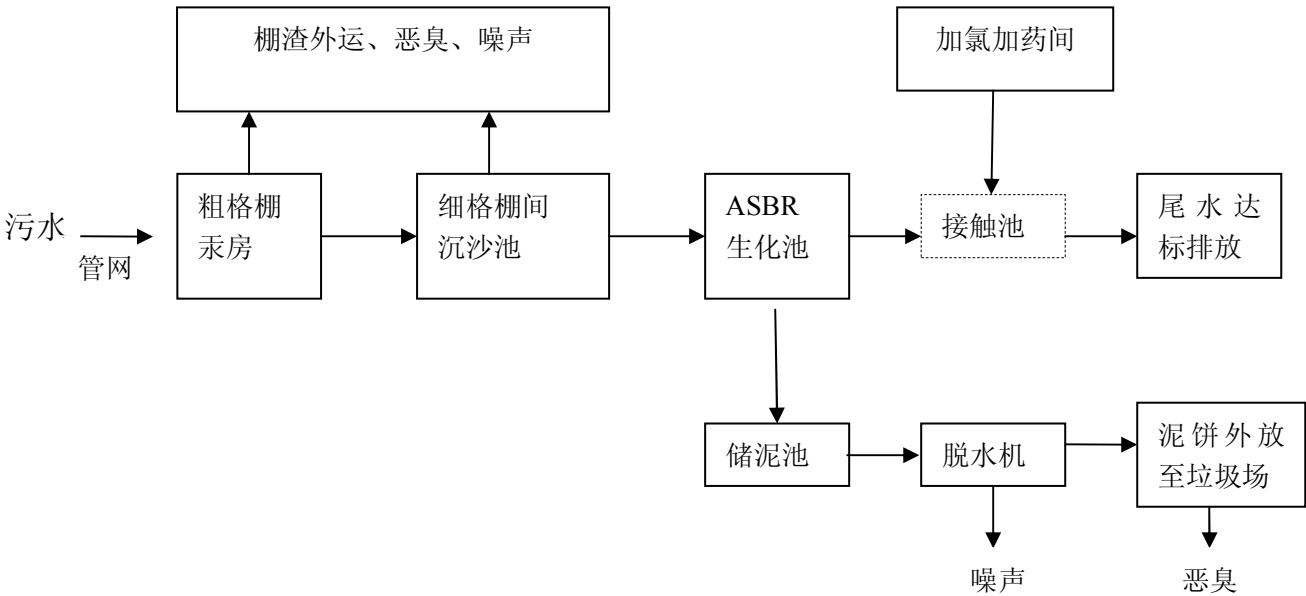 棚渣外运、恶臭、噪声
加氯加药间
污水
管网
粗格棚
汞房
细格棚间
沉沙池
ASBR
生化池
接触池
尾水达
标排放
储泥池
脱水机
泥饼外放
至垃圾场
噪声
恶臭